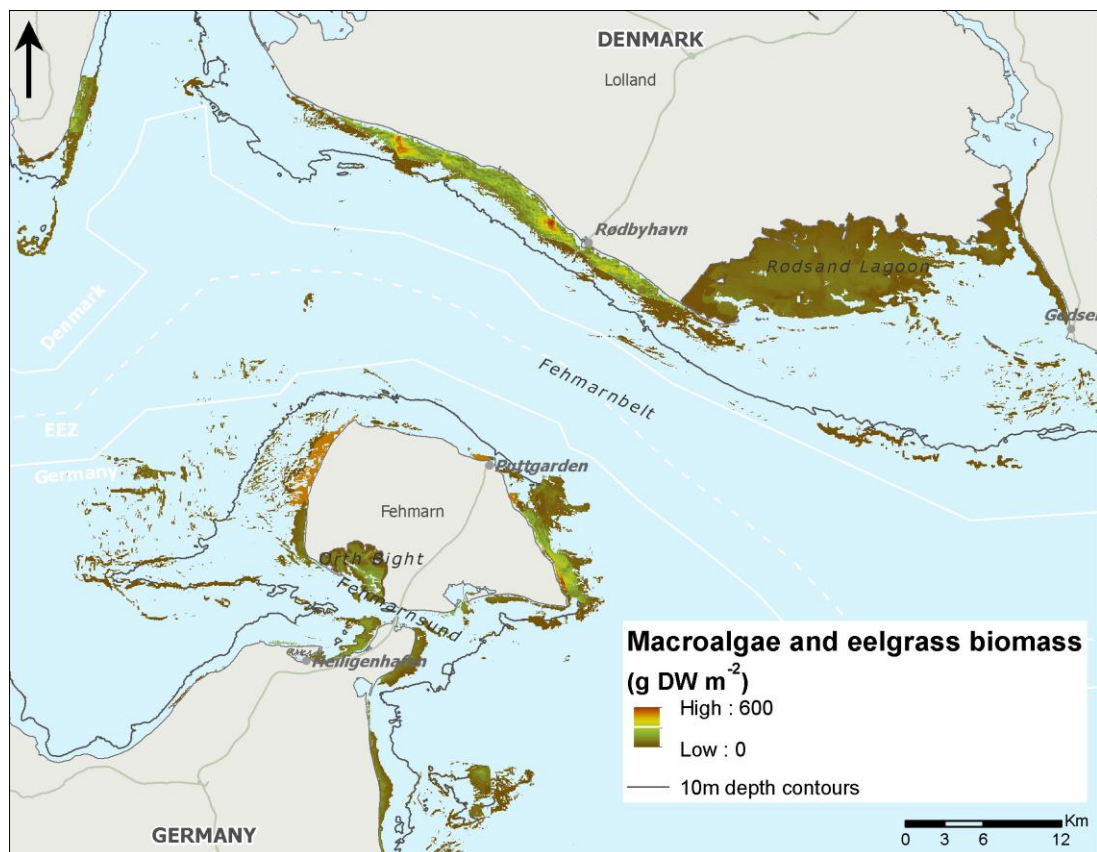 DENMARK
Lolland
Rødbyhavn
Rødsand Lagoon
Gedser
Denmark
Fehmarnbelt
EEZ
Germany
Puttgarden
Fehmarn
Orth Bight
Fehmarnsund
Heiligenhafen
GERMANY
Macroalgae and eelgrass biomass
(g DW m⁻²)
High : 600
Low : 0
10m depth contours
Km
0 3 6 12